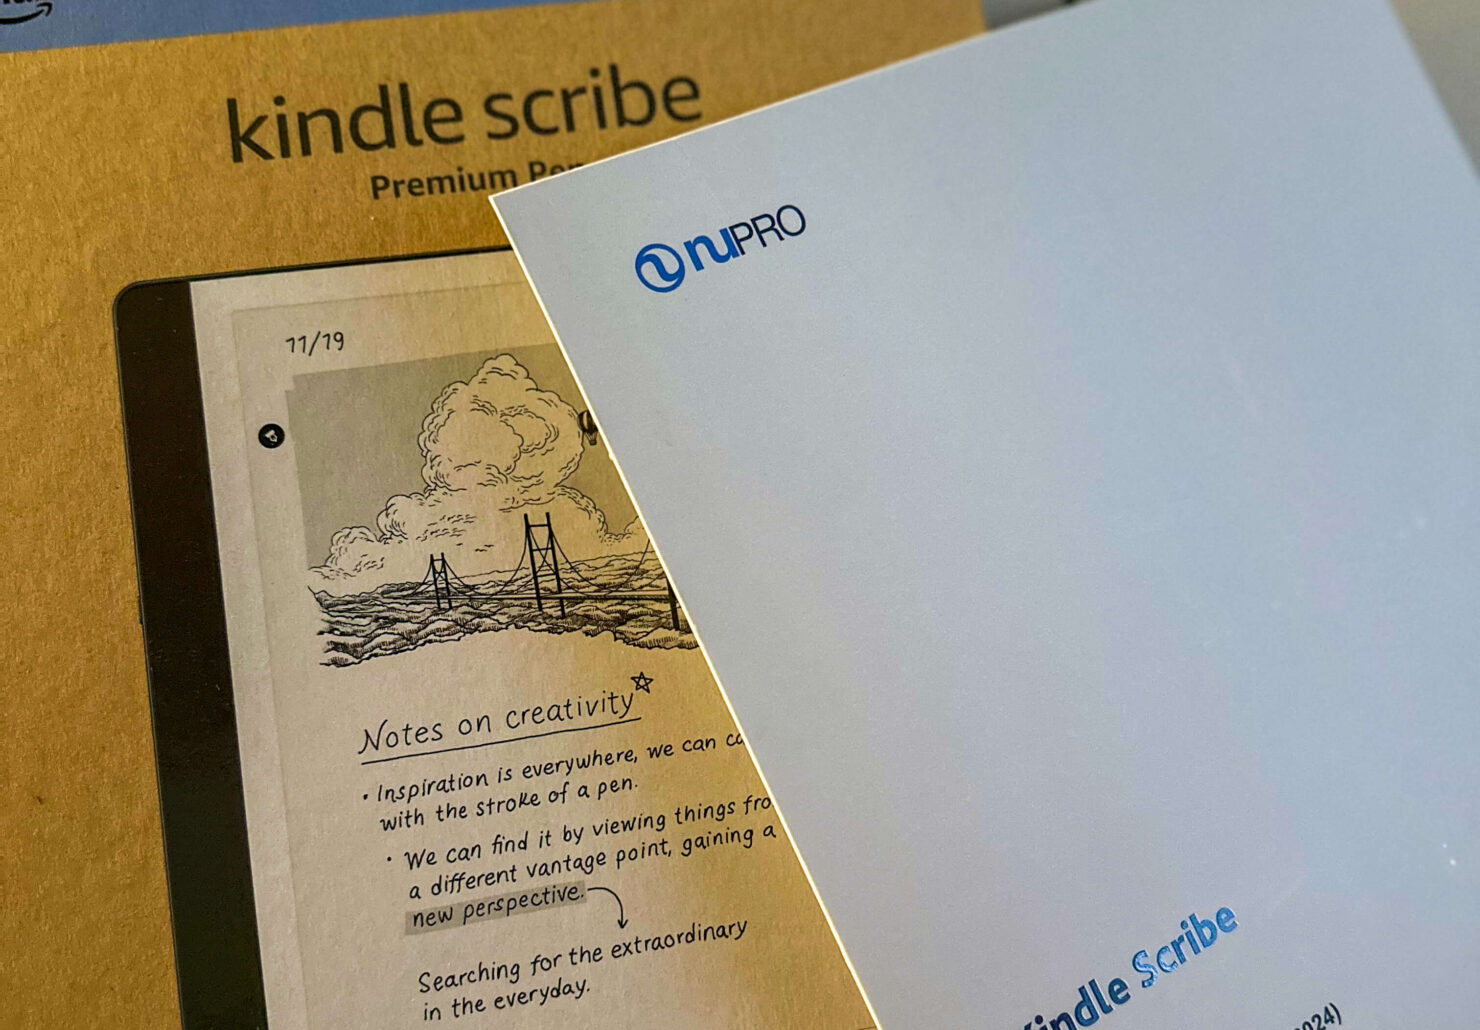 kindle scribe
Premium
nuPRO
11/19
Notes on creativity
• Inspiration is everywhere, we can
with the stroke of a pen.
• We can find it by viewing things
a different vantage point, gaining a
new perspective.
Searching for the extraordinary
in the everyday.
Kindle Scribe